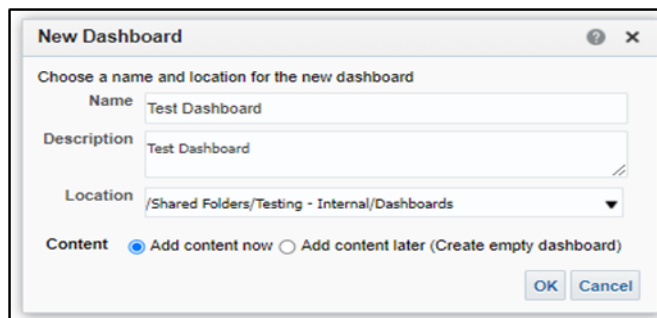 New Dashboard
Choose a name and location for the new dashboard
Name Test Dashboard
Description Test Dashboard
Location /Shared Folders/Testing - Internal/Dashboards
Content Add content now Add content later (Create empty dashboard)
OK Cancel